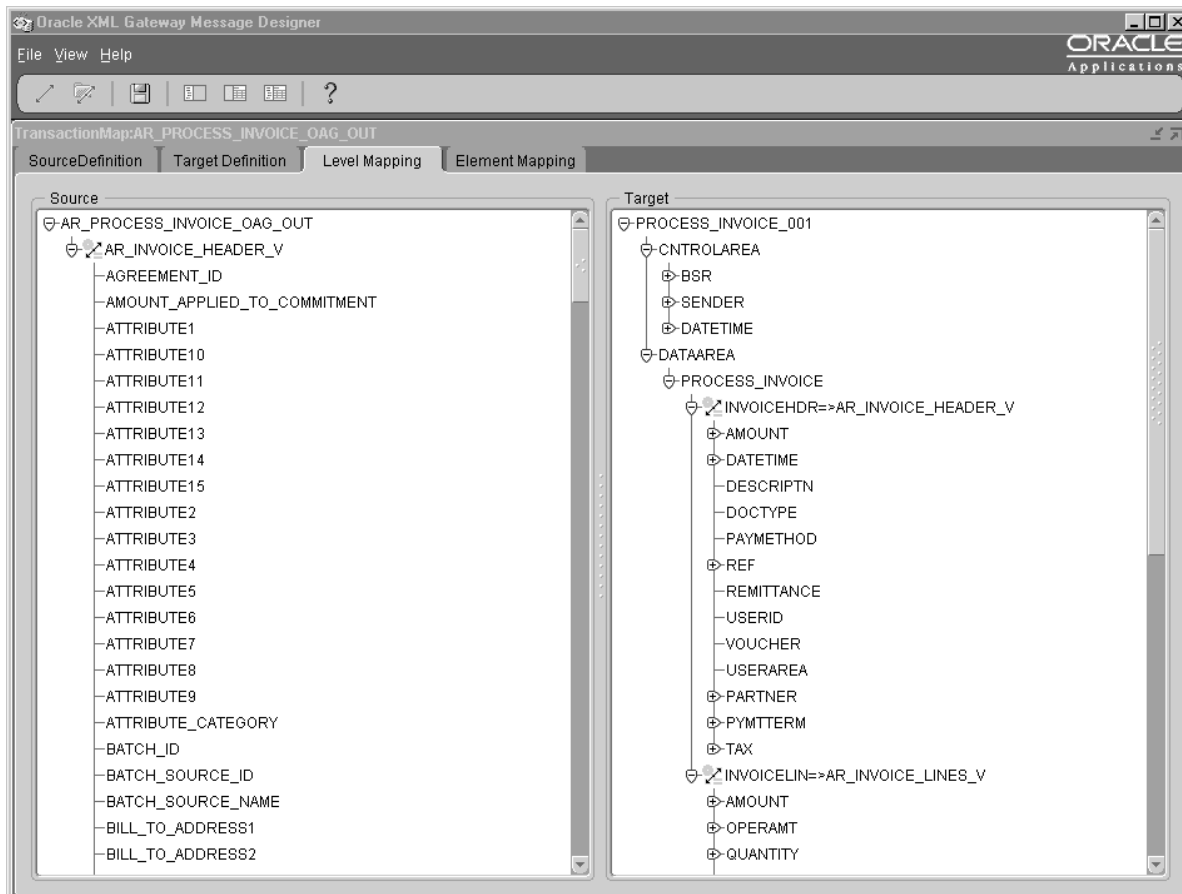 Oracle XML Gateway Message Designer
File View Help
ORACLE
Applications
?
TransactionMap:AR_PROCESS_INVOICE_OAG_OUT
SourceDefinition Target Definition Level Mapping Element Mapping
Source
AR_PROCESS_INVOICE_OAG_OUT
AR_INVOICE_HEADER_V
AGREEMENT_ID
AMOUNT_APPLIED_TO_COMMITMENT
ATTRIBUTE1
ATTRIBUTE10
ATTRIBUTE11
ATTRIBUTE12
ATTRIBUTE13
ATTRIBUTE14
ATTRIBUTE15
ATTRIBUTE2
ATTRIBUTE3
ATTRIBUTE4
ATTRIBUTE5
ATTRIBUTE6
ATTRIBUTE7
ATTRIBUTE8
ATTRIBUTE9
ATTRIBUTE_CATEGORY
BATCH_ID
BATCH_SOURCE_ID
BATCH_SOURCE_NAME
BILL_TO_ADDRESS1
BILL_TO_ADDRESS2
Target
PROCESS_INVOICE_001
CNTROLAREA
BSR
SENDER
DATETIME
DATAAREA
PROCESS_INVOICE
INVOICEHDR=>AR_INVOICE_HEADER_V
AMOUNT
DATETIME
DESCRIPTN
DOCTYPE
PAYMETHOD
REF
REMITTANCE
USERID
VOUCHER
USERAREA
PARTNER
PYMTTERM
TAX
INVOICELIN=>AR_INVOICE_LINES_V
AMOUNT
OPERAMT
QUANTITY